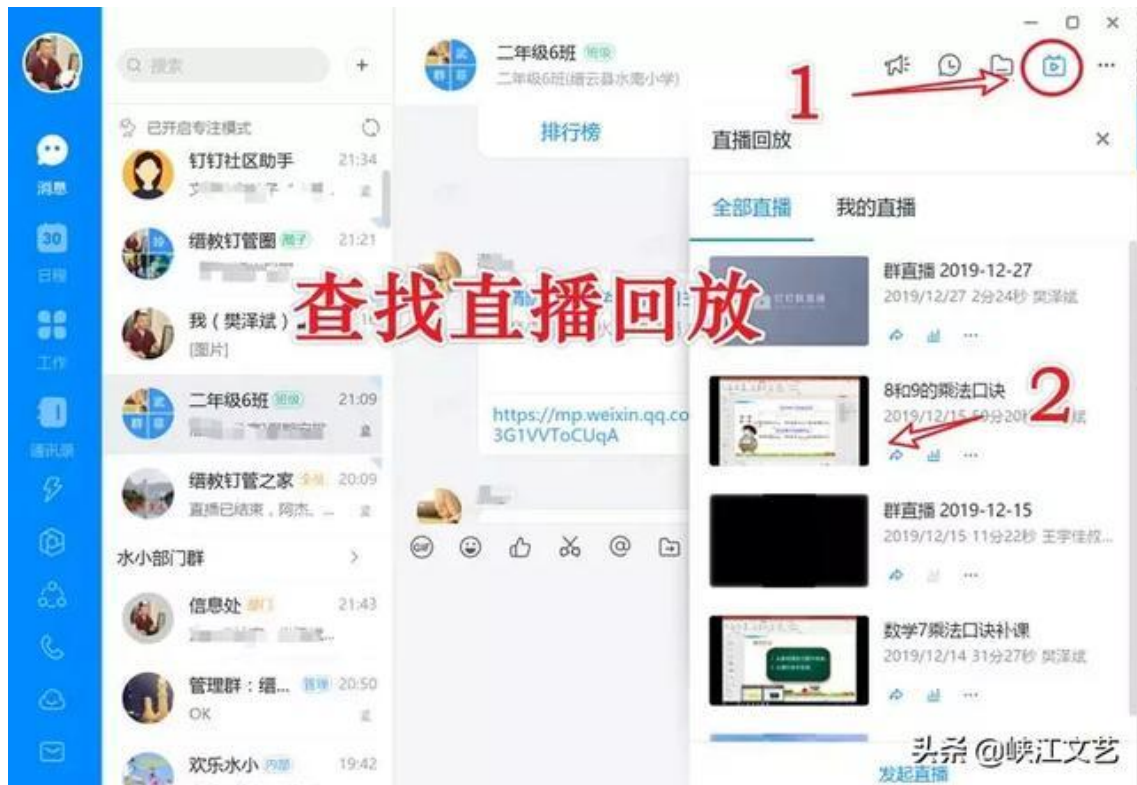 搜索
+
已开启专注模式
消息
30
日程
工作
通讯录
钉钉社区助手 21:34
缙教钉管圈 圈子 21:21
我（樊泽斌）
[图片]
二年级6班 班级 21:09
缙教钉管之家 20:09
直播已结束，阿杰、...
水小部门群
信息处 部门 21:43
管理群：缙... 管理 20:50
OK
欢乐水小 内部 19:42
二年级6班 班级
二年级6班(缙云县水南小学)
排行榜
https://mp.weixin.qq.co
3G1VVToCUqA
GIF
查找直播回放
1
2
直播回放
全部直播 我的直播
群直播 2019-12-27
2019/12/27 2分24秒 樊泽斌
8和9的乘法口诀
2019/12/15
群直播 2019-12-15
2019/12/15 11分22秒 王宇佳叔...
数学7乘法口诀补课
2019/12/14 31分27秒 樊泽斌
发起直播
头条 @峡江文艺